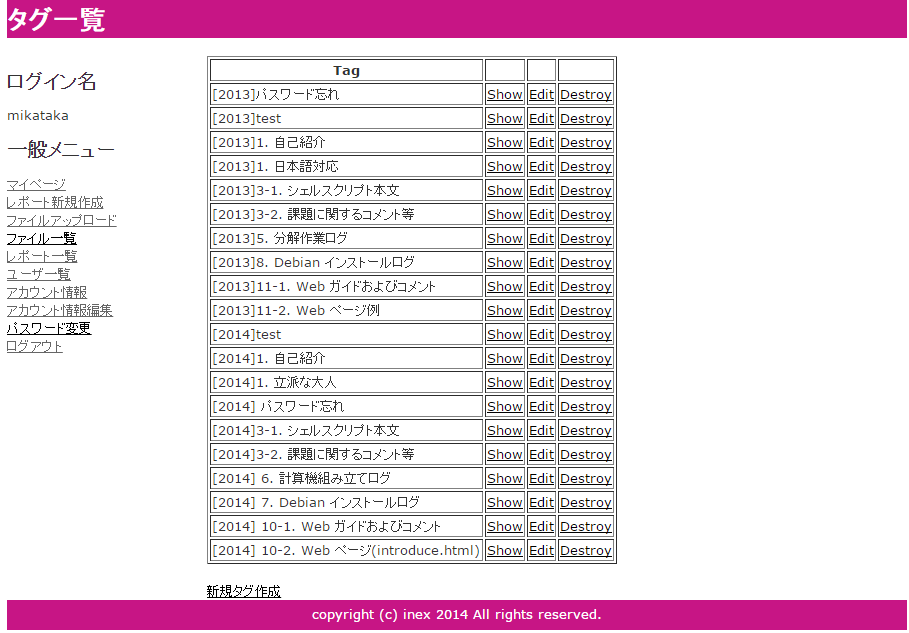 タグ一覧
ログイン名
mikataka
一般メニュー
マイページ
レポート新規作成
ファイルアップロード
ファイル一覧
レポート一覧
ユーザ一覧
アカウント情報
アカウント情報編集
パスワード変更
ログアウト
Tag
[2013]パスワード忘れ Show Edit Destroy
[2013]test Show Edit Destroy
[2013]1. 自己紹介 Show Edit Destroy
[2013]1. 日本語対応 Show Edit Destroy
[2013]3-1. シェルスクリプト本文 Show Edit Destroy
[2013]3-2. 課題に関するコメント等 Show Edit Destroy
[2013]5. 分解作業ログ Show Edit Destroy
[2013]8. Debian インストールログ Show Edit Destroy
[2013]11-1. Web ガイドおよびコメント Show Edit Destroy
[2013]11-2. Web ページ例 Show Edit Destroy
[2014]test Show Edit Destroy
[2014]1. 自己紹介 Show Edit Destroy
[2014]1. 立派な大人 Show Edit Destroy
[2014] パスワード忘れ Show Edit Destroy
[2014]3-1. シェルスクリプト本文 Show Edit Destroy
[2014]3-2. 課題に関するコメント等 Show Edit Destroy
[2014] 6. 計算機組み立てログ Show Edit Destroy
[2014] 7. Debian インストールログ Show Edit Destroy
[2014] 10-1. Web ガイドおよびコメント Show Edit Destroy
[2014] 10-2. Web ページ(introduce.html) Show Edit Destroy
新規タグ作成
copyright (c) inex 2014 All rights reserved.